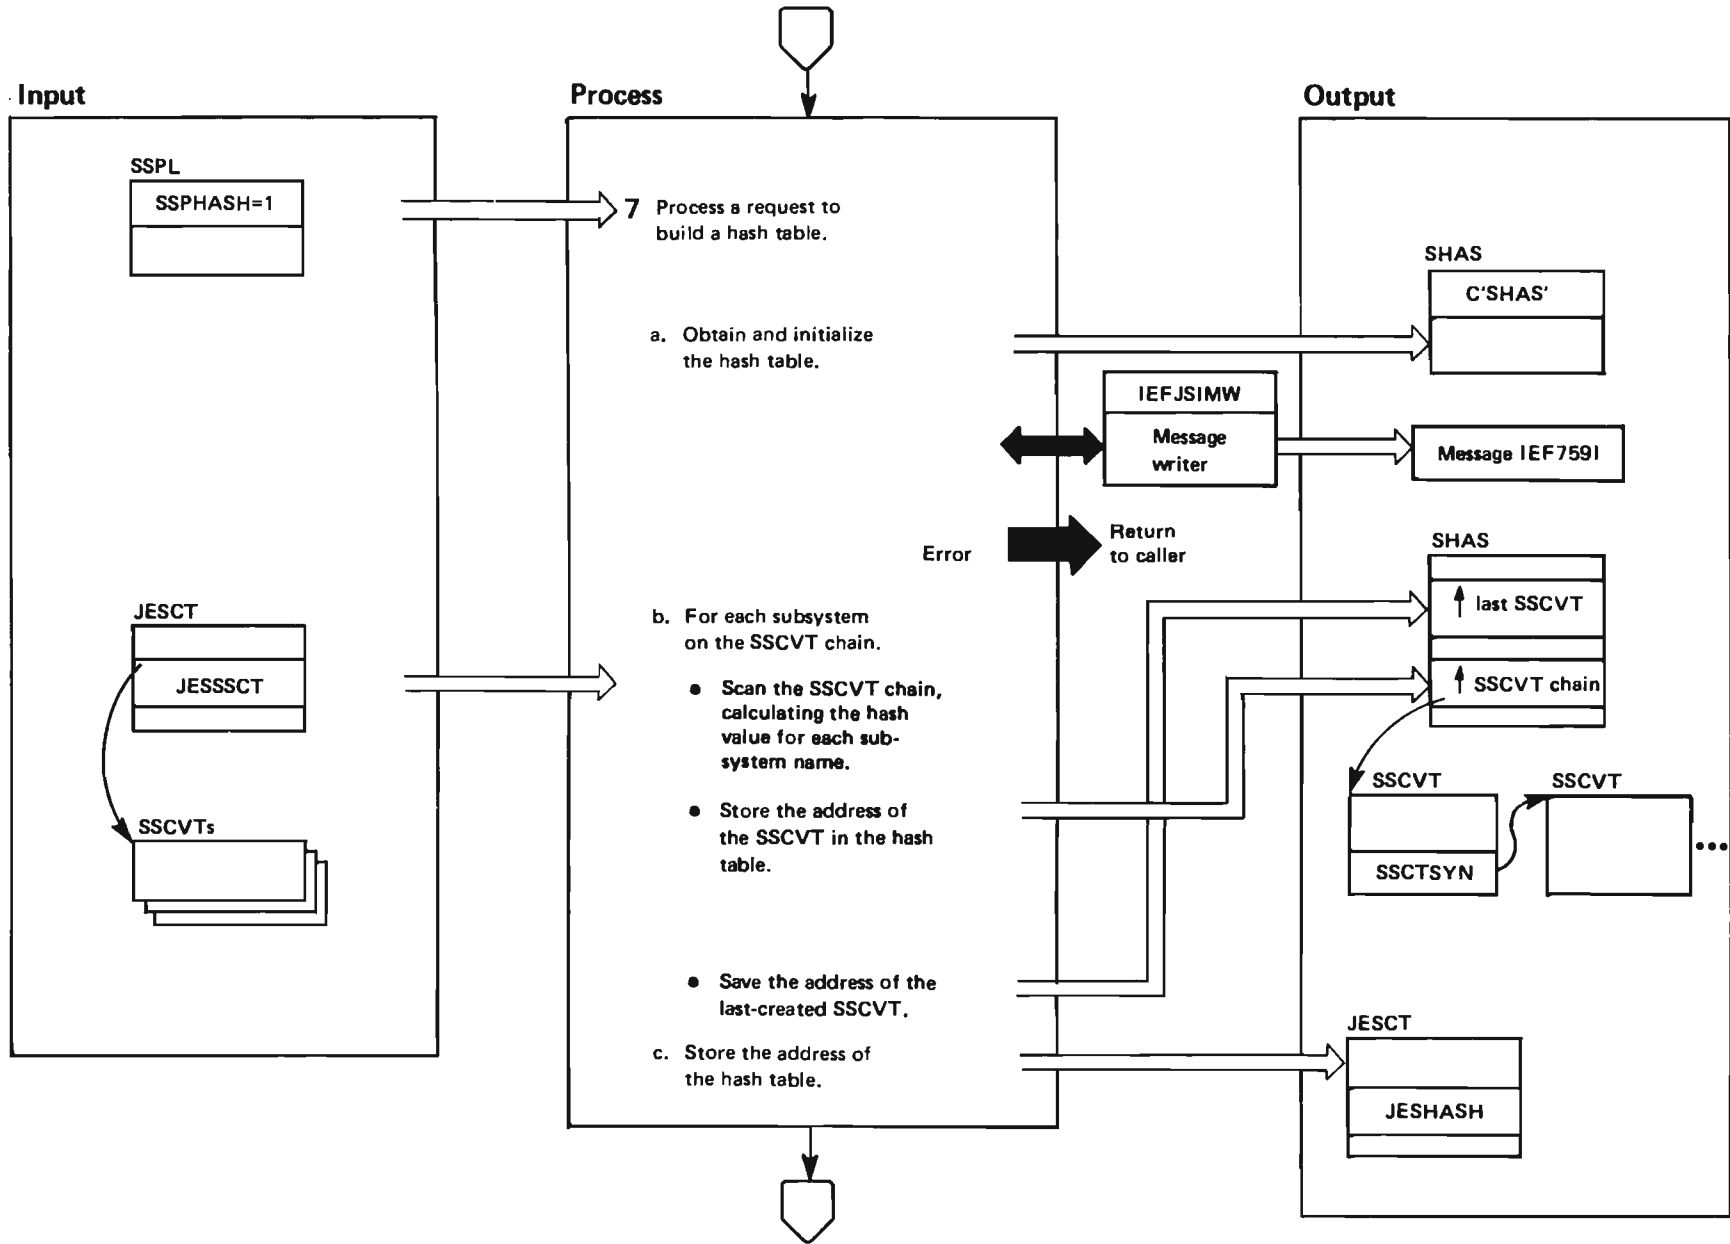 Input
SSPL
SSPHASH=1
JESCT
JESSSCT
SSCVTs
Process
7 Process a request to
build a hash table.
a. Obtain and initialize
the hash table.
Error
b. For each subsystem
on the SSCVT chain.
● Scan the SSCVT chain,
calculating the hash
value for each sub-
system name.
● Store the address of
the SSCVT in the hash
table.
● Save the address of the
last-created SSCVT.
c. Store the address of
the hash table.
IEFJSIMW
Message
writer
Return
to caller
Output
SHAS
C'SHAS'
Message IEF759I
SHAS
last SSCVT
SSCVT chain
SSCVT
SSCTSYN
SSCVT
•••
JESCT
JESHASH